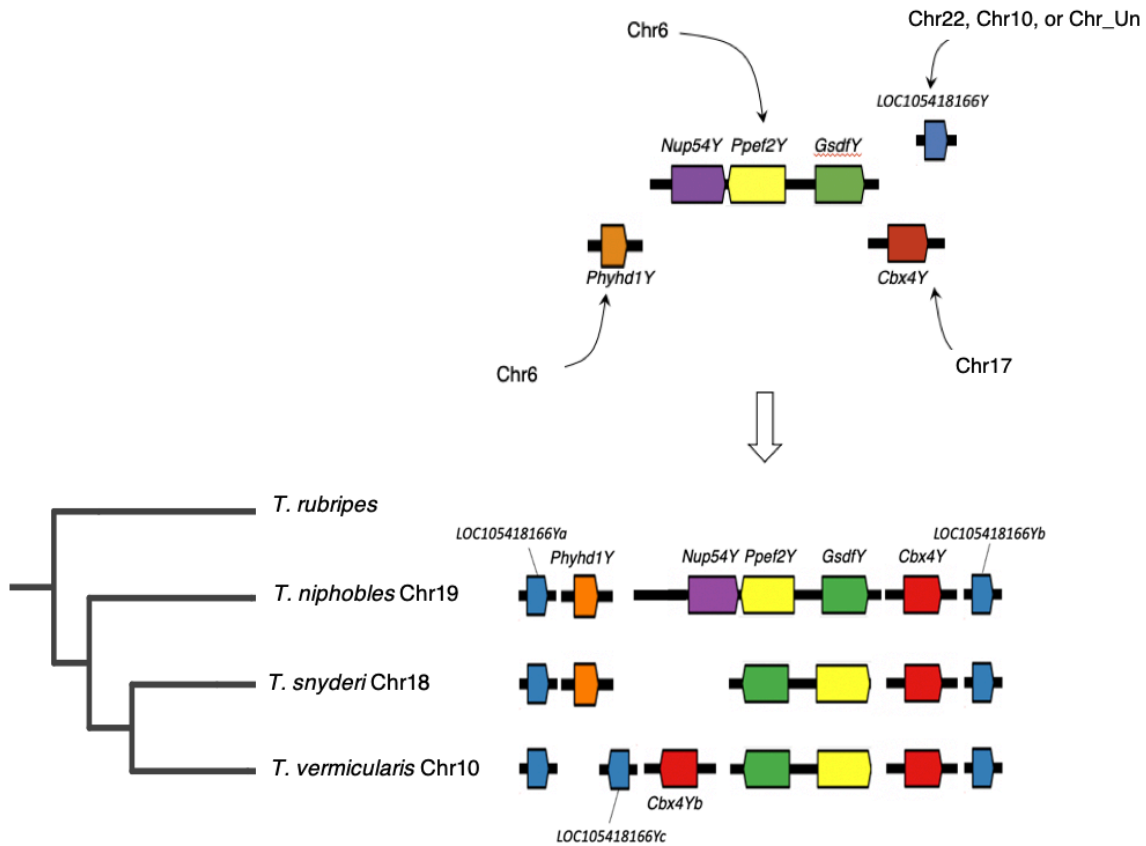 Chr22, Chr10, or Chr_Un
Chr6
LOC105418166Y
Nup54Y Ppef2Y GsdfY
Phyhd1Y
Cbx4Y
Chr6
Chr17
T. rubripes
LOC105418166Ya
LOC105418166Yb
Phyhd1Y
Nup54Y Ppef2Y GsdfY Cbx4Y
T. niphobles Chr19
T. snyderi Chr18
T. vermicularis Chr10
Cbx4Yb
LOC105418166Yc